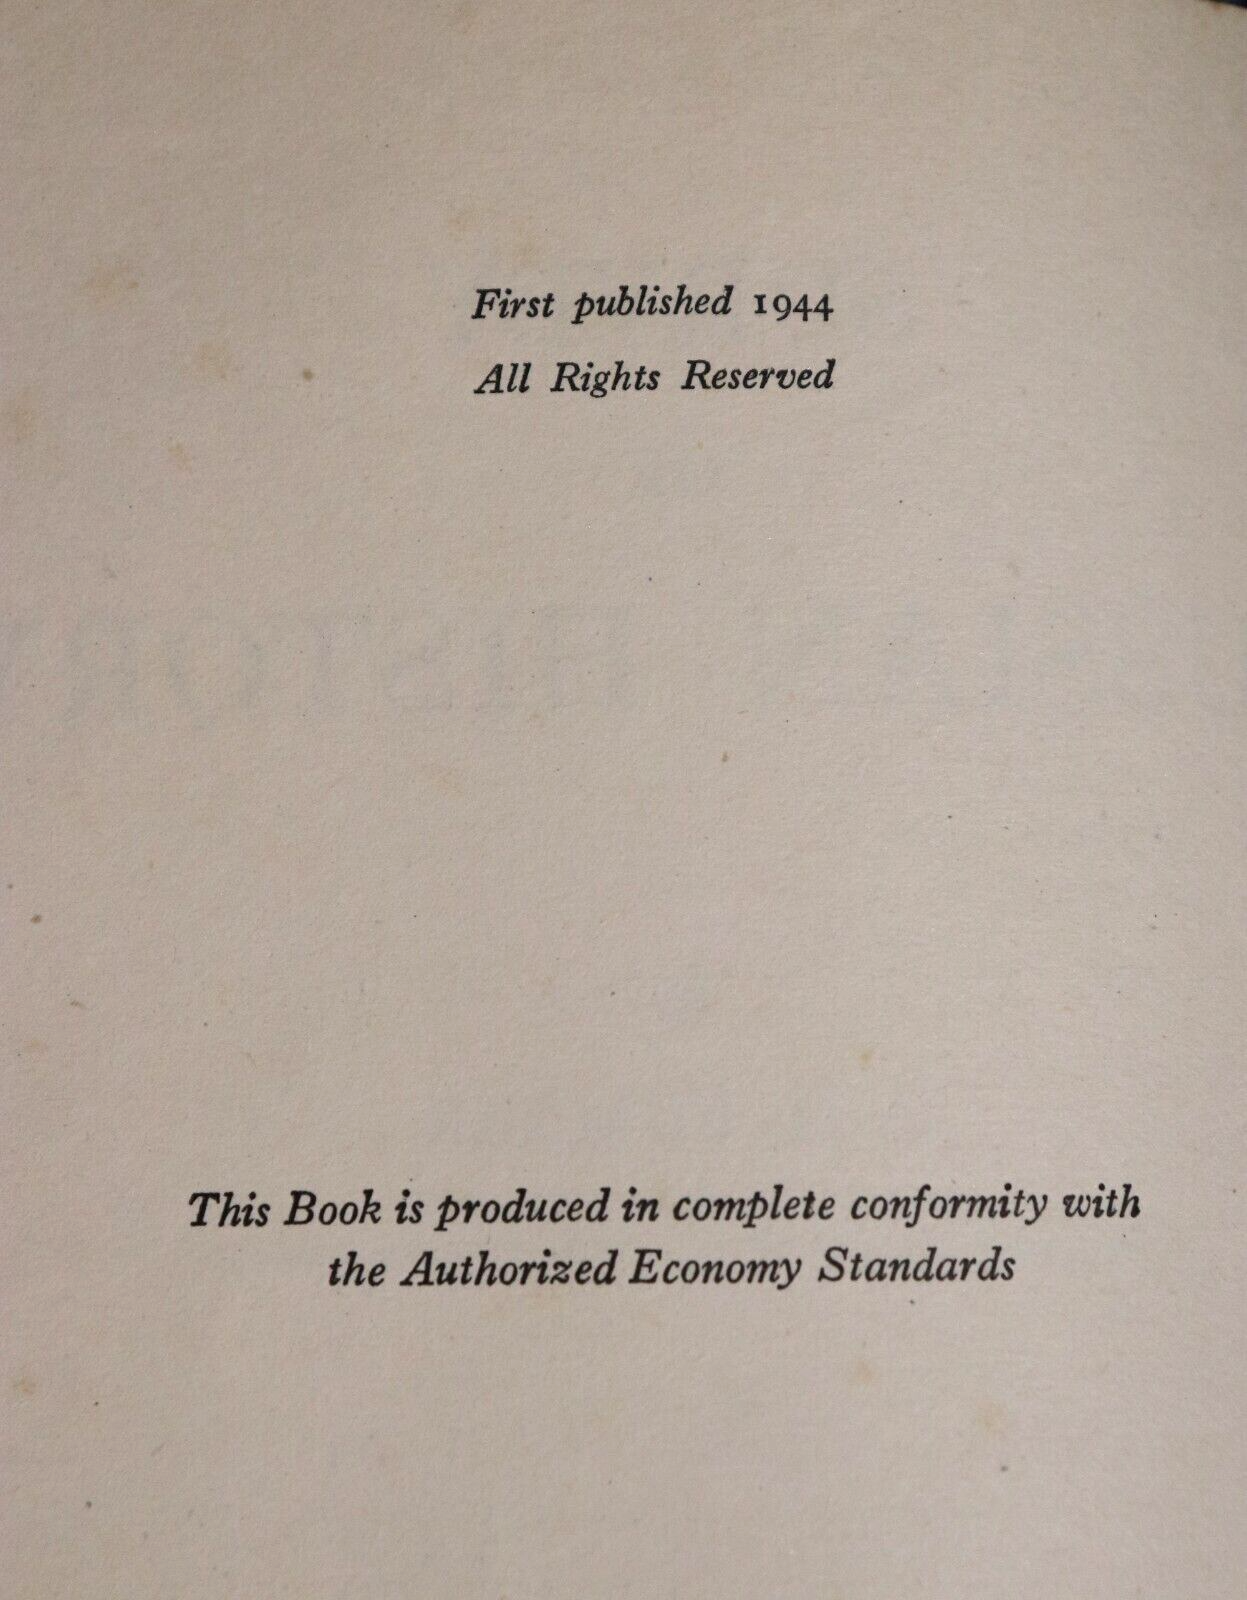 First published 1944
All Rights Reserved
This Book is produced in complete conformity with
the Authorized Economy Standards